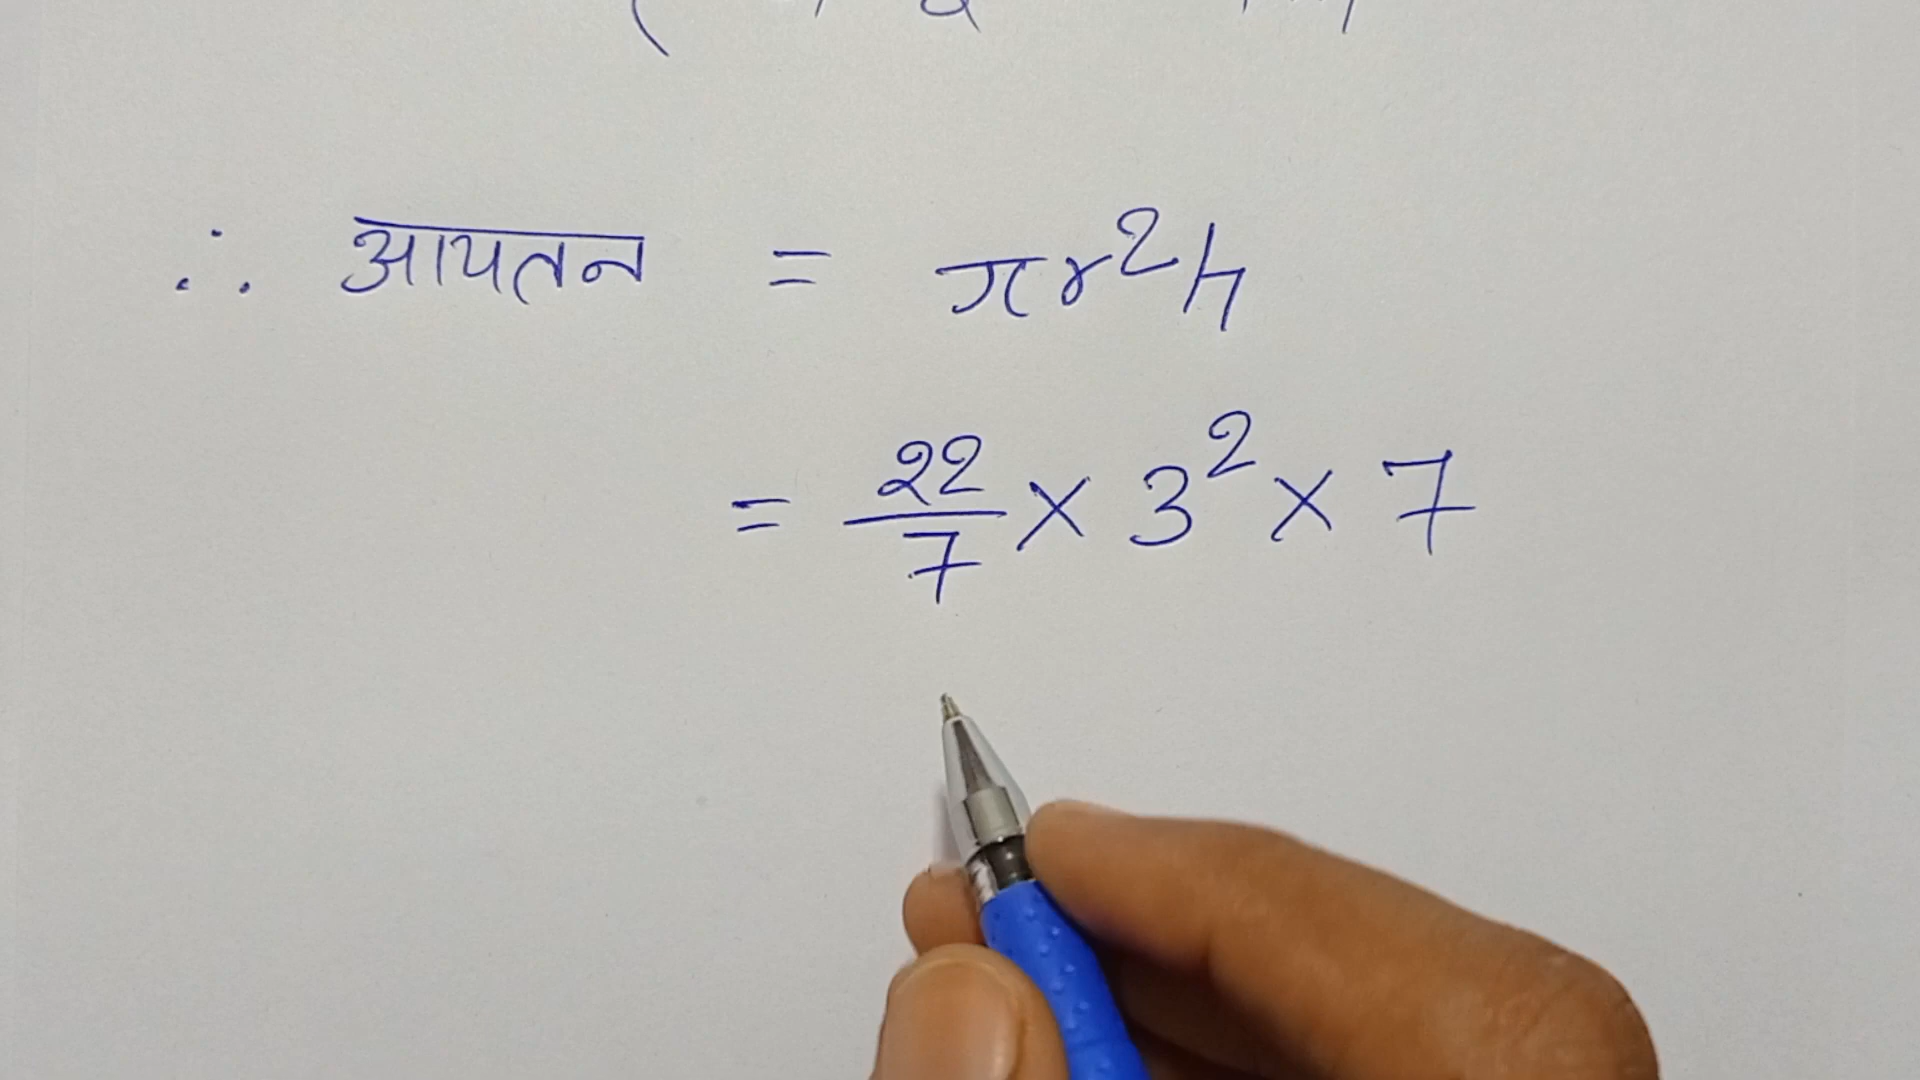 ∴ आयतन = πr²h
= 22/7 × 3² × 7